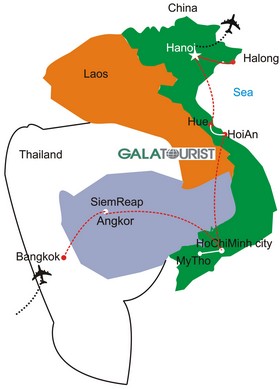 China
Hanoi
Halong
Laos
Sea
Hue
HoiAn
Thailand
GALATOURIST
SiemReap
Angkor
HoChiMinh city
Bangkok
MyTho